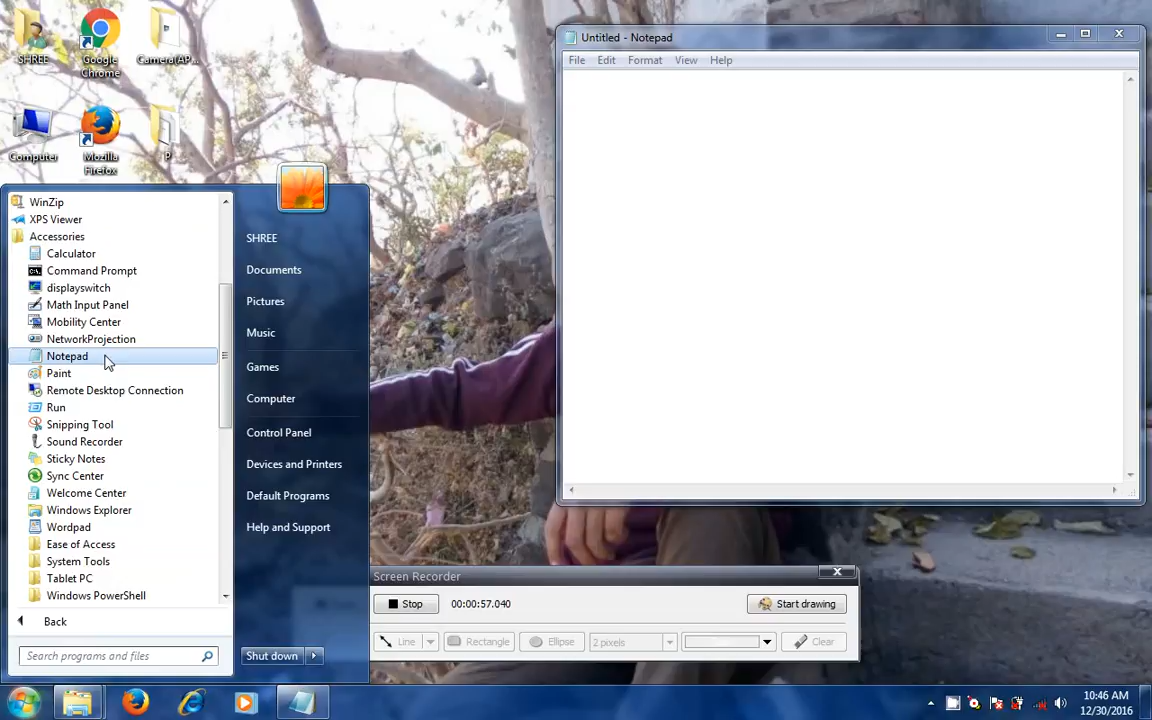 SHREE
Google
Chrome
Camera(AP...
Computer
Mozilla
Firefox
P
Untitled - Notepad
File Edit Format View Help
WinZip
XPS Viewer
Accessories
Calculator
Command Prompt
displayswitch
Math Input Panel
Mobility Center
NetworkProjection
Notepad
Paint
Remote Desktop Connection
Run
Snipping Tool
Sound Recorder
Sticky Notes
Sync Center
Welcome Center
Windows Explorer
Wordpad
Ease of Access
System Tools
Tablet PC
Windows PowerShell
Back
Search programs and files
SHREE
Documents
Pictures
Music
Games
Computer
Control Panel
Devices and Printers
Default Programs
Help and Support
Shut down
Screen Recorder
Stop 00:00:57.040 Start drawing
Line Rectangle Ellipse 2 pixels Clear
10:46 AM
12/30/2016